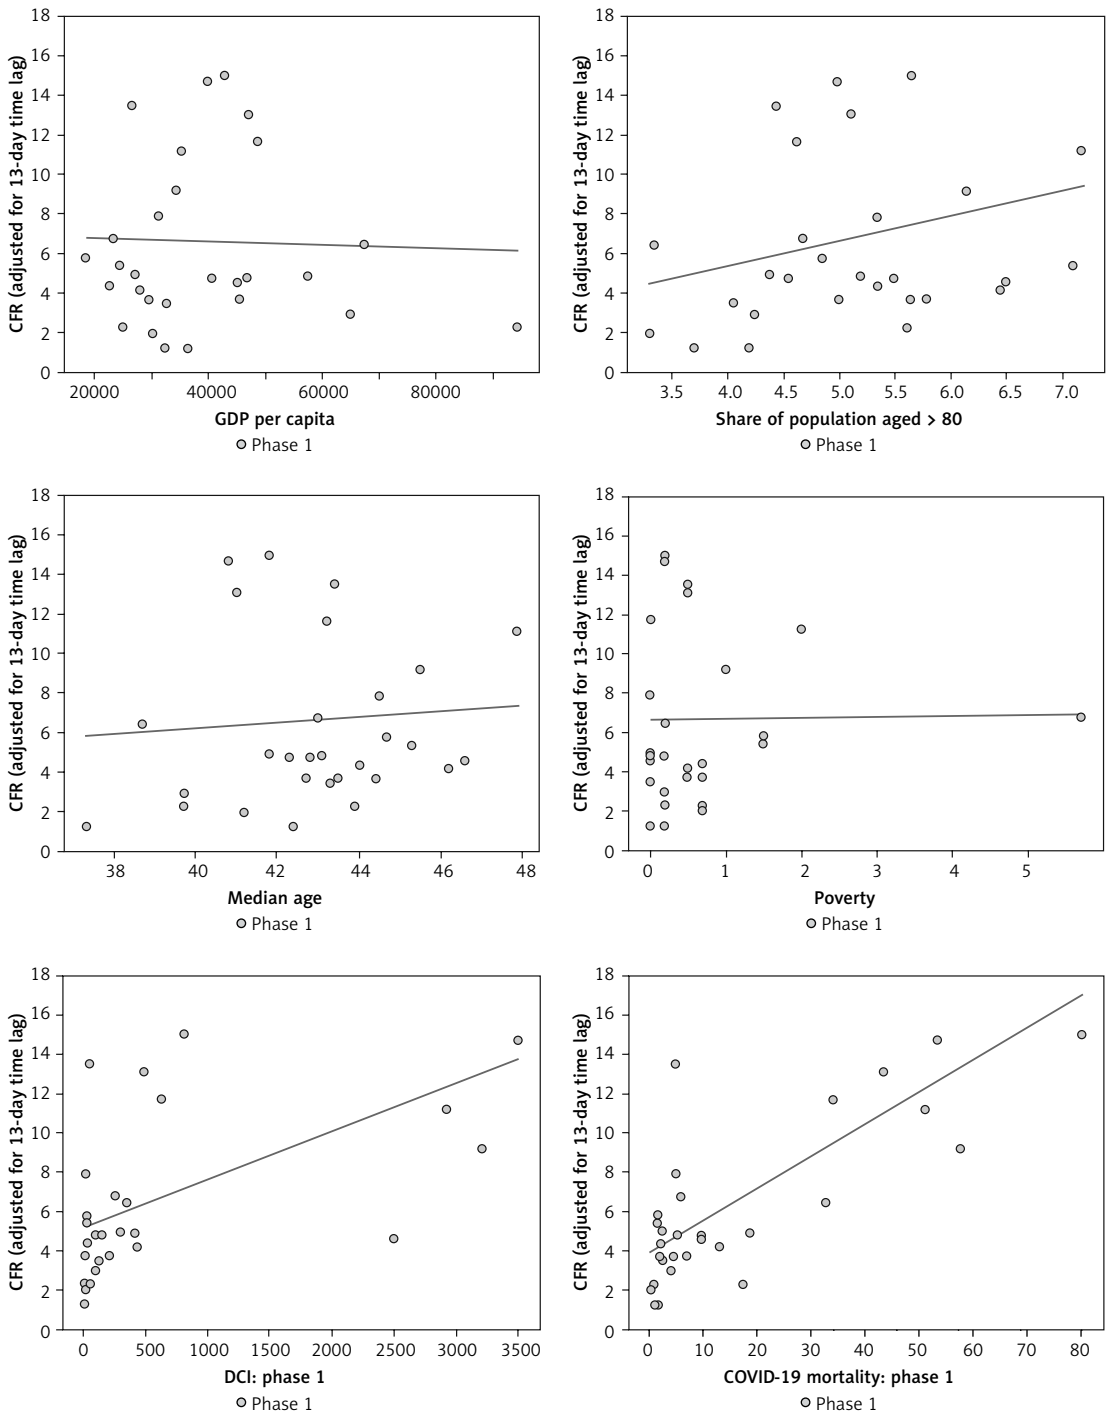 CFR (adjusted for 13-day time lag)
18
16
14
12
10
8
6
4
2
0
20000 40000 60000 80000
GDP per capita
Phase 1
CFR (adjusted for 13-day time lag)
18
16
14
12
10
8
6
4
2
0
3.5 4.0 4.5 5.0 5.5 6.0 6.5 7.0
Share of population aged > 80
Phase 1
CFR (adjusted for 13-day time lag)
18
16
14
12
10
8
6
4
2
0
38 40 42 44 46 48
Median age
Phase 1
CFR (adjusted for 13-day time lag)
18
16
14
12
10
8
6
4
2
0
0 1 2 3 4 5
Poverty
Phase 1
CFR (adjusted for 13-day time lag)
18
16
14
12
10
8
6
4
2
0
0 500 1000 1500 2000 2500 3000 3500
DCI: phase 1
Phase 1
CFR (adjusted for 13-day time lag)
18
16
14
12
10
8
6
4
2
0
0 10 20 30 40 50 60 70 80
COVID-19 mortality: phase 1
Phase 1